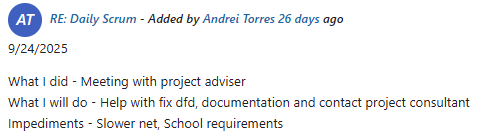 AT RE: Daily Scrum - Added by Andrei Torres 26 days ago
9/24/2025
What I did - Meeting with project adviser
What I will do - Help with fix dfd, documentation and contact project consultant
Impediments - Slower net, School requirements